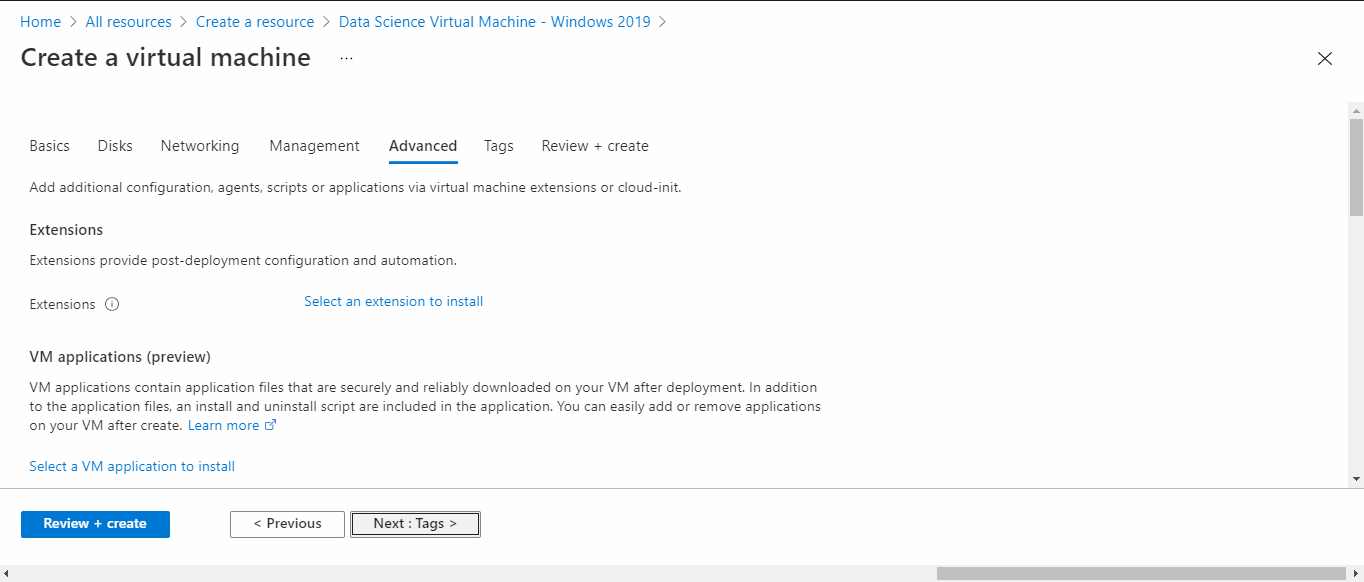 Home > All resources > Create a resource > Data Science Virtual Machine - Windows 2019 >
Create a virtual machine ...
Basics Disks Networking Management Advanced Tags Review + create
Add additional configuration, agents, scripts or applications via virtual machine extensions or cloud-init.
Extensions
Extensions provide post-deployment configuration and automation.
Extensions Select an extension to install
VM applications (preview)
VM applications contain application files that are securely and reliably downloaded on your VM after deployment. In addition
to the application files, an install and uninstall script are included in the application. You can easily add or remove applications
on your VM after create. Learn more
Select a VM application to install
Review + create < Previous Next : Tags >